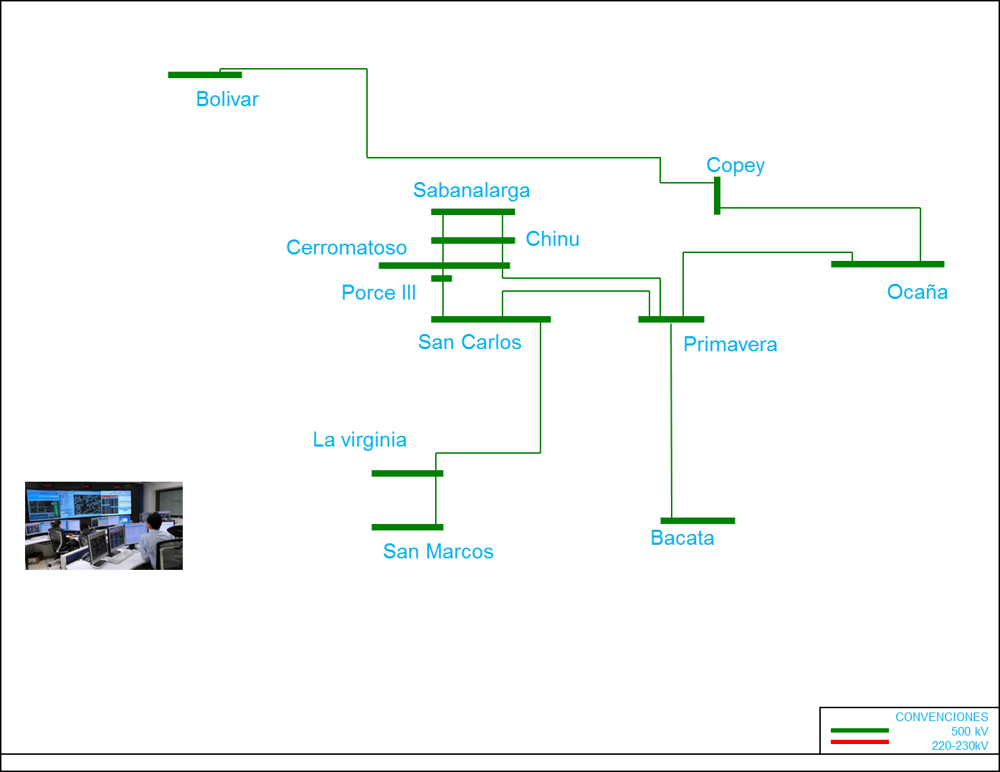 Bolivar
Copey
Sabanalarga
Chinu
Cerromatoso
Porce III
Ocaña
San Carlos
Primavera
La virginia
Bacata
San Marcos
CONVENCIONES
500 kV
220-230kV